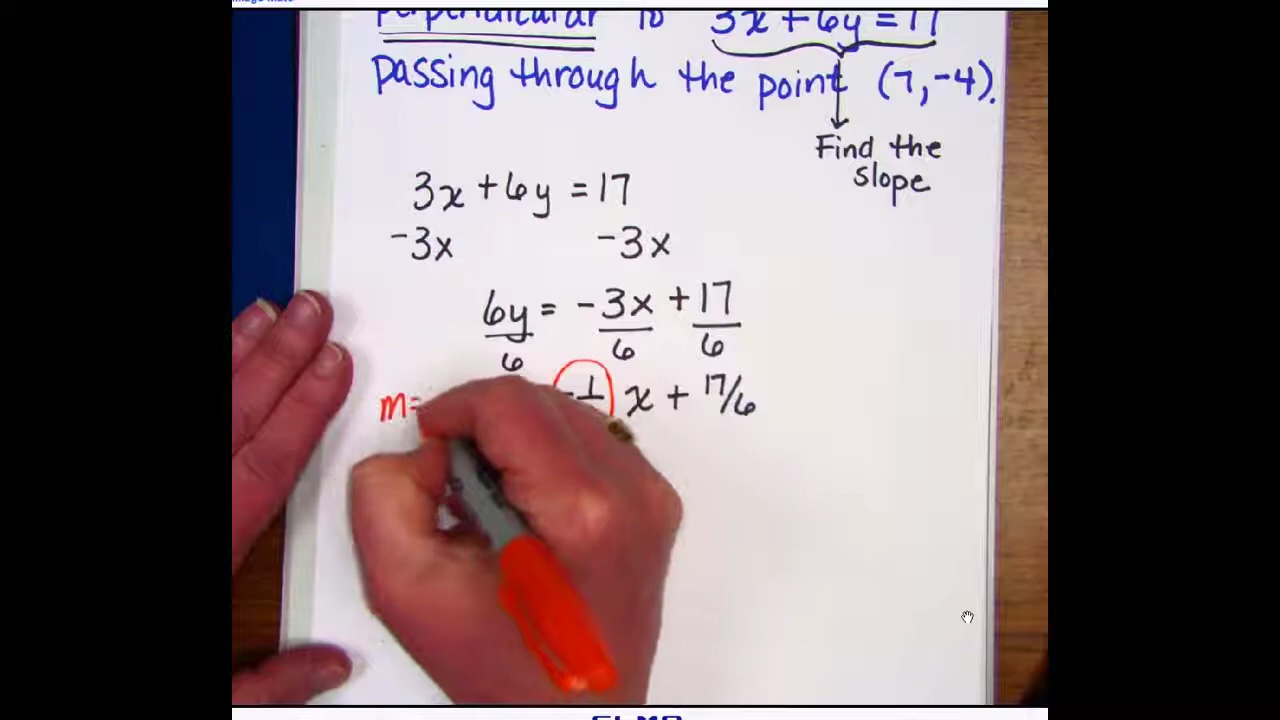 perpendicular to 3x + 6y = 17
passing through the point (7, -4).
Find the
slope
3x + 6y = 17
-3x -3x
6y = -3x + 17
6 6 6
m= -1 x + 17/6